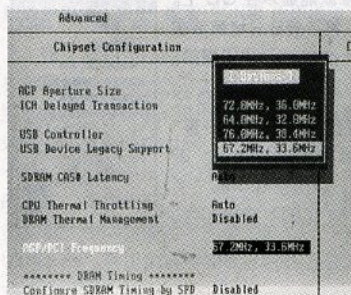 Advanced
Chipset Configuration
[ Options ]
AGP Aperture Size
ICH Delayed Transaction
72.0MHz, 36.0MHz
64.0MHz, 32.0MHz
76.8MHz, 38.4MHz
67.2MHz, 33.6MHz
USB Controller
USB Device Legacy Support
SDRAM CAS# Latency Auto
CPU Thermal Throttling Auto
DRAM Thermal Management Disabled
AGP/PCI Frequency 67.2MHz, 33.6MHz
******** DRAM Timing ********
Configure SDRAM Timing by SPD Disabled